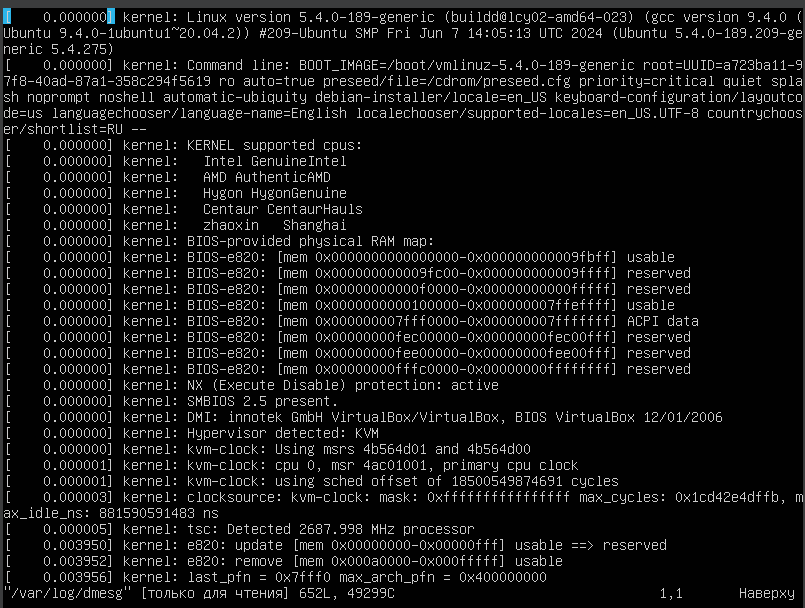 [    0.000000] kernel: Linux version 5.4.0-189-generic (buildd@lcy02-amd64-023) (gcc version 9.4.0 (
Ubuntu 9.4.0-1ubuntu1~20.04.2)) #209-Ubuntu SMP Fri Jun 7 14:05:13 UTC 2024 (Ubuntu 5.4.0-189.209-ge
neric 5.4.275)
[    0.000000] kernel: Command line: BOOT_IMAGE=/boot/vmlinuz-5.4.0-189-generic root=UUID=a723ba11-9
7f8-40ad-87a1-358c294f5619 ro auto=true preseed/file=/cdrom/preseed.cfg priority=critical quiet spla
sh noprompt noshell automatic-ubiquity debian-installer/locale=en_US keyboard-configuration/layoutco
de=us languagechooser/language-name=English localechooser/supported-locales=en_US.UTF-8 countrychoos
er/shortlist=RU --
[    0.000000] kernel: KERNEL supported cpus:
[    0.000000] kernel:   Intel GenuineIntel
[    0.000000] kernel:   AMD AuthenticAMD
[    0.000000] kernel:   Hygon HygonGenuine
[    0.000000] kernel:   Centaur CentaurHauls
[    0.000000] kernel:   zhaoxin   Shanghai
[    0.000000] kernel: BIOS-provided physical RAM map:
[    0.000000] kernel: BIOS-e820: [mem 0x0000000000000000-0x000000000009fbff] usable
[    0.000000] kernel: BIOS-e820: [mem 0x000000000009fc00-0x000000000009ffff] reserved
[    0.000000] kernel: BIOS-e820: [mem 0x00000000000f0000-0x00000000000fffff] reserved
[    0.000000] kernel: BIOS-e820: [mem 0x0000000000100000-0x000000007ffeffff] usable
[    0.000000] kernel: BIOS-e820: [mem 0x000000007fff0000-0x000000007fffffff] ACPI data
[    0.000000] kernel: BIOS-e820: [mem 0x00000000fec00000-0x00000000fec00fff] reserved
[    0.000000] kernel: BIOS-e820: [mem 0x00000000fee00000-0x00000000fee00fff] reserved
[    0.000000] kernel: BIOS-e820: [mem 0x00000000fffc0000-0x00000000ffffffff] reserved
[    0.000000] kernel: NX (Execute Disable) protection: active
[    0.000000] kernel: SMBIOS 2.5 present.
[    0.000000] kernel: DMI: innotek GmbH VirtualBox/VirtualBox, BIOS VirtualBox 12/01/2006
[    0.000000] kernel: Hypervisor detected: KVM
[    0.000000] kernel: kvm-clock: Using msrs 4b564d01 and 4b564d00
[    0.000001] kernel: kvm-clock: cpu 0, msr 4ac01001, primary cpu clock
[    0.000001] kernel: kvm-clock: using sched offset of 18500549874691 cycles
[    0.000003] kernel: clocksource: kvm-clock: mask: 0xffffffffffffffff max_cycles: 0x1cd42e4dffb, m
ax_idle_ns: 881590591483 ns
[    0.000005] kernel: tsc: Detected 2687.998 MHz processor
[    0.003950] kernel: e820: update [mem 0x00000000-0x00000fff] usable ==> reserved
[    0.003952] kernel: e820: remove [mem 0x000a0000-0x000fffff] usable
[    0.003956] kernel: last_pfn = 0x7fff0 max_arch_pfn = 0x400000000
"/var/log/dmesg" [только для чтения] 652L, 49299C                                 1,1       Наверху